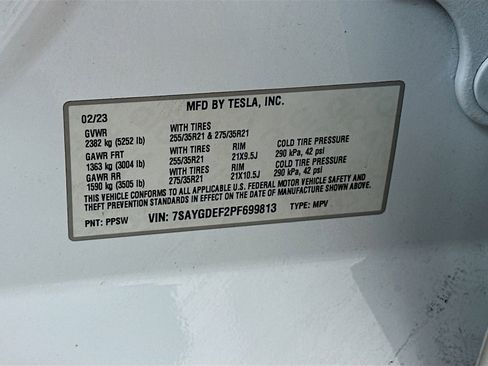 MFD BY TESLA, INC.
02/23
GVWR WITH TIRES
2382 kg (5252 lb) 255/35R21 & 275/35R21
GAWR FRT WITH TIRES RIM COLD TIRE PRESSURE
1363 kg (3004 lb) 255/35R21 21X9.5J 290 kPa, 42 psi
GAWR RR WITH TIRES RIM COLD TIRE PRESSURE
1590 kg (3505 lb) 275/35R21 21X10.5J 290 kPa, 42 psi
THIS VEHICLE CONFORMS TO ALL APPLICABLE U.S. FEDERAL MOTOR VEHICLE SAFETY AND
THEFT PREVENTION STANDARDS IN EFFECT ON THE DATE OF MANUFACTURE SHOWN ABOVE.
PNT: PPSW VIN: 7SAYGDEF2PF699813 TYPE: MPV